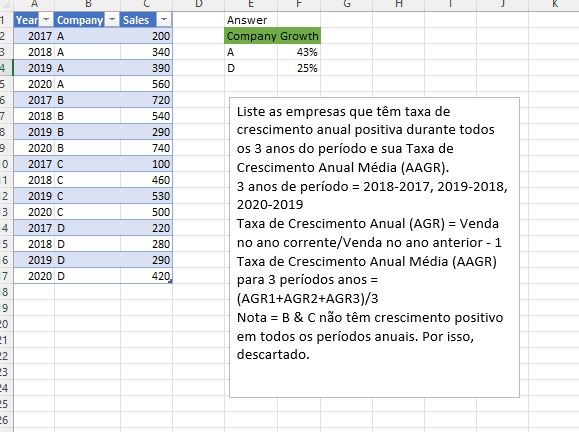 A B C D E F G H I J K
1 Year Company Sales Answer
2 2017 A 200 Company Growth
3 2018 A 340 A 43%
4 2019 A 390 D 25%
5 2020 A 560
6 2017 B 720
7 2018 B 540
8 2019 B 290
9 2020 B 740
10 2017 C 100
11 2018 C 460
12 2019 C 530
13 2020 C 500
14 2017 D 220
15 2018 D 280
16 2019 D 290
17 2020 D 420
18
19
20
21
22
23
24
25
26
Liste as empresas que têm taxa de
crescimento anual positiva durante todos
os 3 anos do período e sua Taxa de
Crescimento Anual Média (AAGR).
3 anos de período = 2018-2017, 2019-2018,
2020-2019
Taxa de Crescimento Anual (AGR) = Venda
no ano corrente/Venda no ano anterior - 1
Taxa de Crescimento Anual Média (AAGR)
para 3 períodos anos =
(AGR1+AGR2+AGR3)/3
Nota = B & C não têm crescimento positivo
em todos os períodos anuais. Por isso,
descartado.